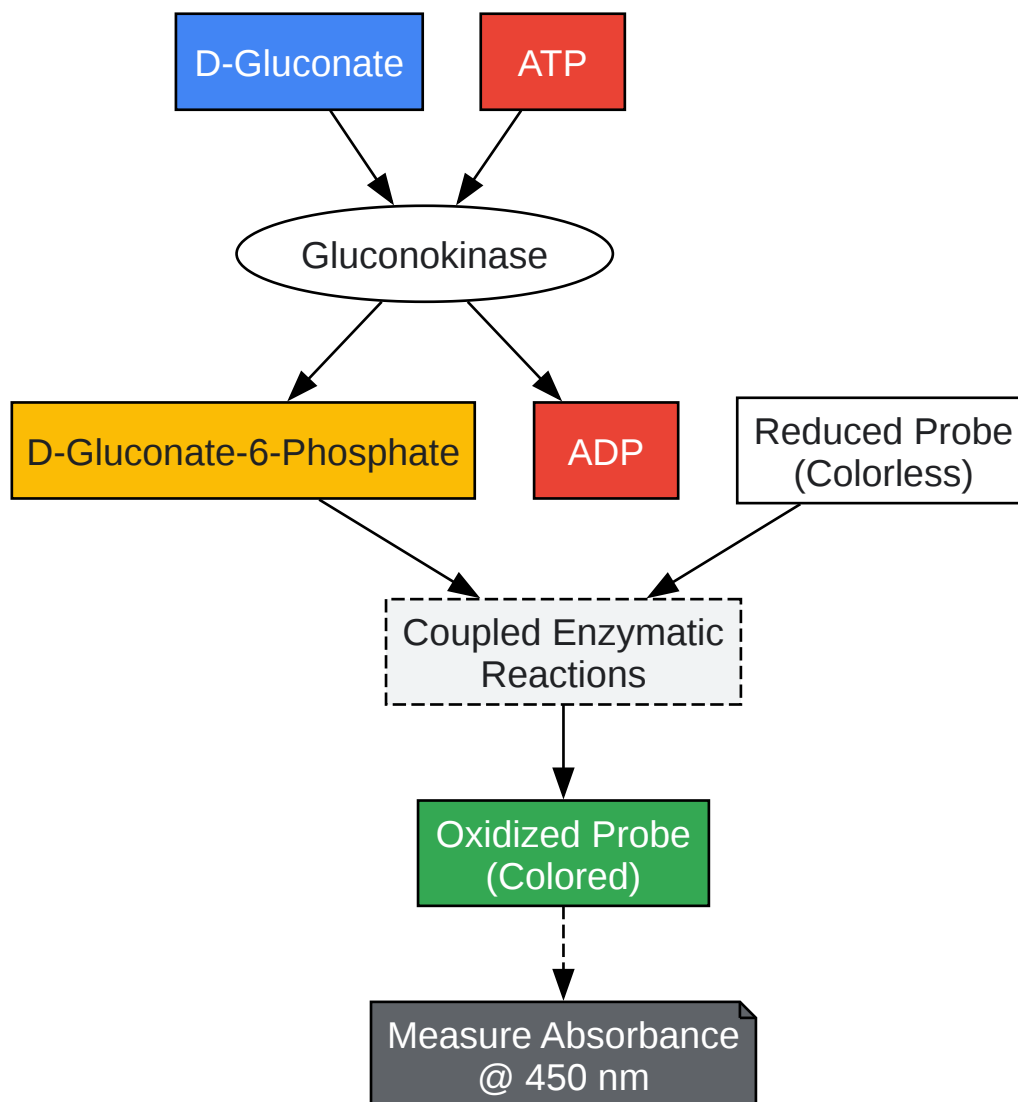 D-Gluconate
ATP
Gluconokinase
D-Gluconate-6-Phosphate
ADP
Reduced Probe
(Colorless)
Coupled Enzymatic
Reactions
Oxidized Probe
(Colored)
Measure Absorbance
@ 450 nm